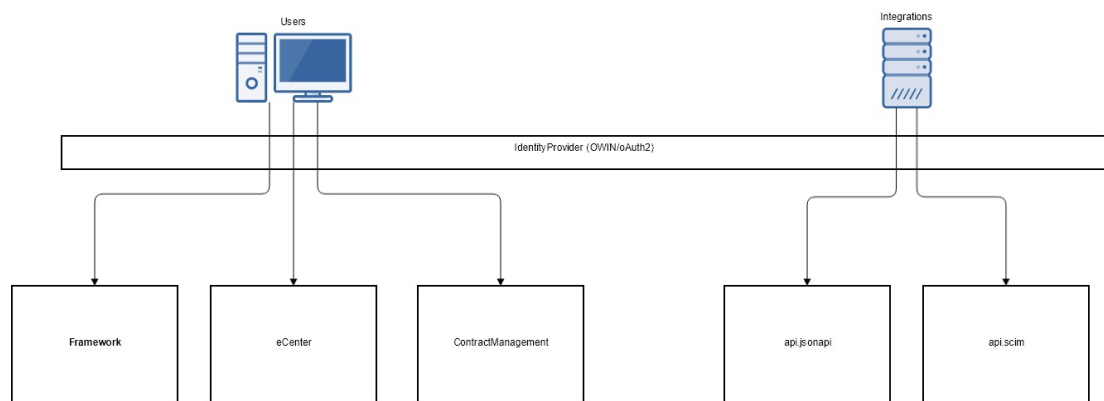 Users
Integrations
IdentityProvider (OWIN/oAuth2)
Framework
eCenter
ContractManagement
api.jsonapi
api.scim